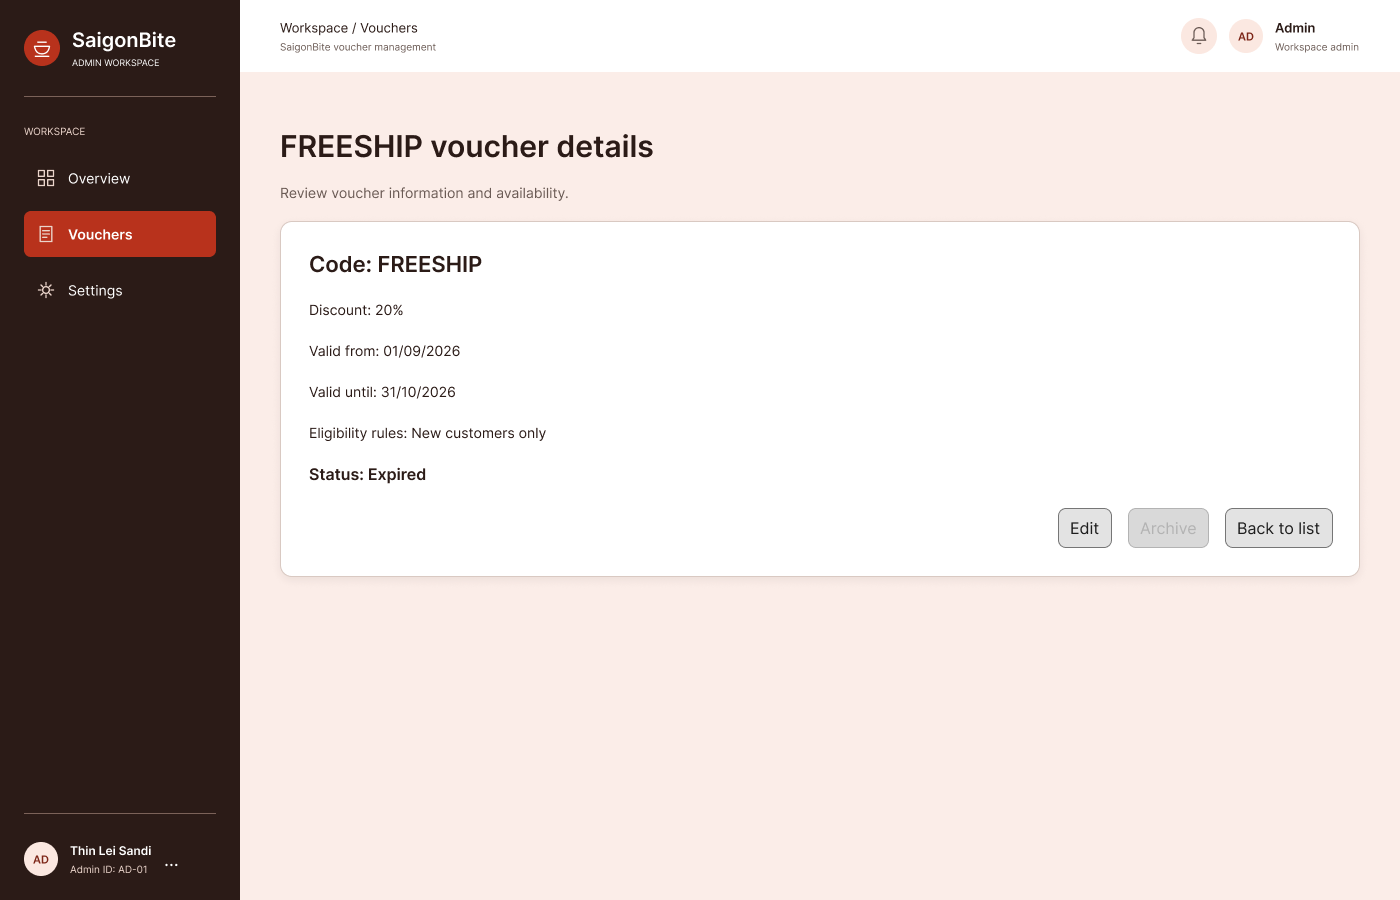 SaigonBite
ADMIN WORKSPACE
WORKSPACE
Overview
Vouchers
Settings
AD
Thin Lei Sandi
Admin ID: AD-01
...
Workspace / Vouchers
SaigonBite voucher management
AD
Admin
Workspace admin
FREESHIP voucher details
Review voucher information and availability.
Code: FREESHIP
Discount: 20%
Valid from: 01/09/2026
Valid until: 31/10/2026
Eligibility rules: New customers only
Status: Expired
Edit
Archive
Back to list